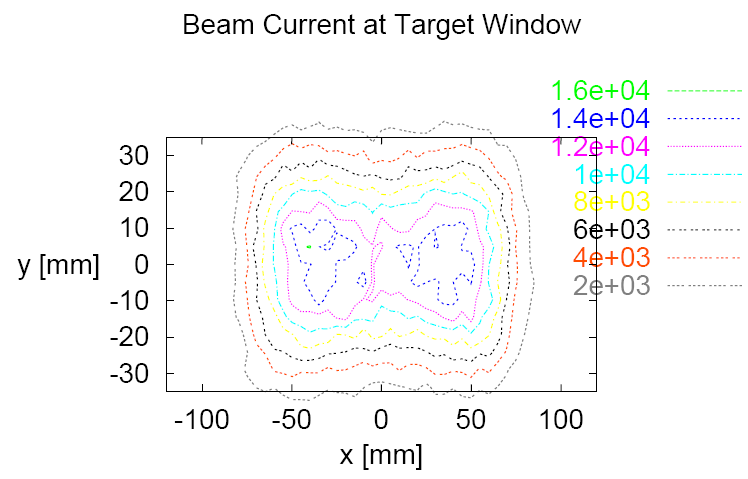 Beam Current at Target Window
1.6e+04
1.4e+04
1.2e+04
1e+04
8e+03
6e+03
4e+03
2e+03
30
20
10
0
-10
-20
-30
y [mm]
-100 -50 0 50 100
x [mm]